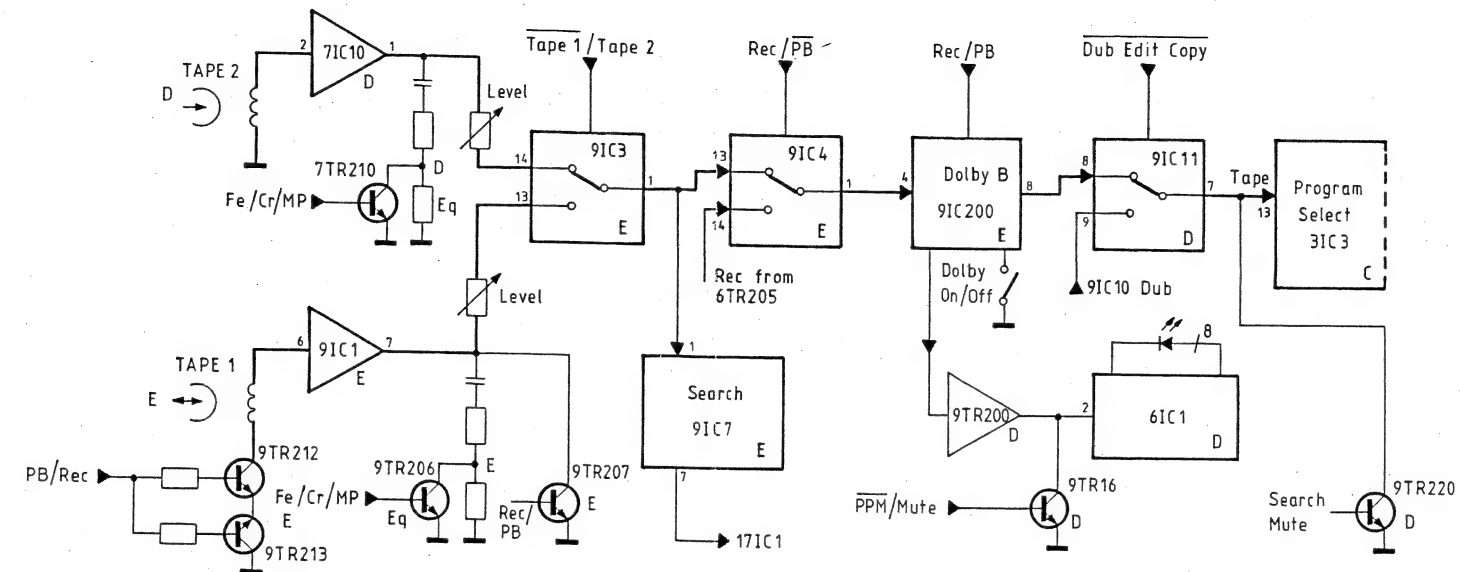 TAPE 2
D
2
7IC10
1
D
Level
7TR210
D
Fe/Cr/MP
Eq
Tape 1/Tape 2
14
9IC3
1
13
E
Rec/PB
13
9IC4
1
14
E
Rec from
6TR205
Rec/PB
4
Dolby B
8
9IC200
E
Dolby
On/Off
Dub Edit Copy
8
9IC11
7
9
D
9IC10 Dub
Tape
13
Program
Select
3IC3
C
Level
TAPE 1
E
6
9IC1
7
E
1
Search
9IC7
E
7
17IC1
PB/Rec
9TR212
E
9TR213
9TR206
E
Fe/Cr/MP
Eq
9TR207
Rec/
PB
E
9TR200
D
8
2
6IC1
D
PPM/Mute
9TR16
D
Search
Mute
9TR220
D